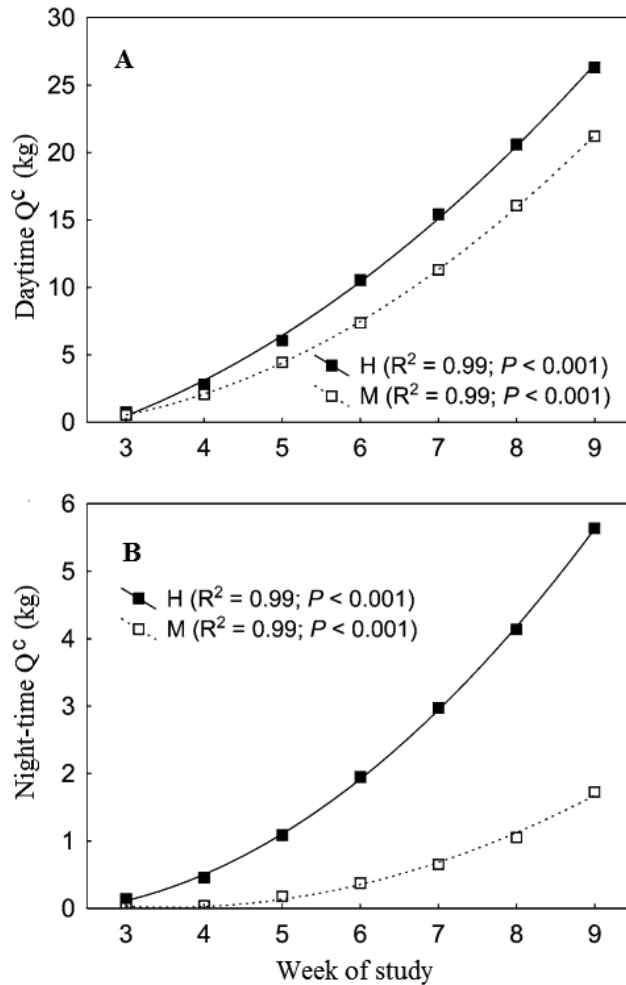 30
A
25
20
15
10
5
0
Daytime Q^c (kg)
H (R² = 0.99; P < 0.001)
M (R² = 0.99; P < 0.001)
3 4 5 6 7 8 9
6
B
5
4
3
2
1
0
Night-time Q^c (kg)
H (R² = 0.99; P < 0.001)
M (R² = 0.99; P < 0.001)
3 4 5 6 7 8 9
Week of study